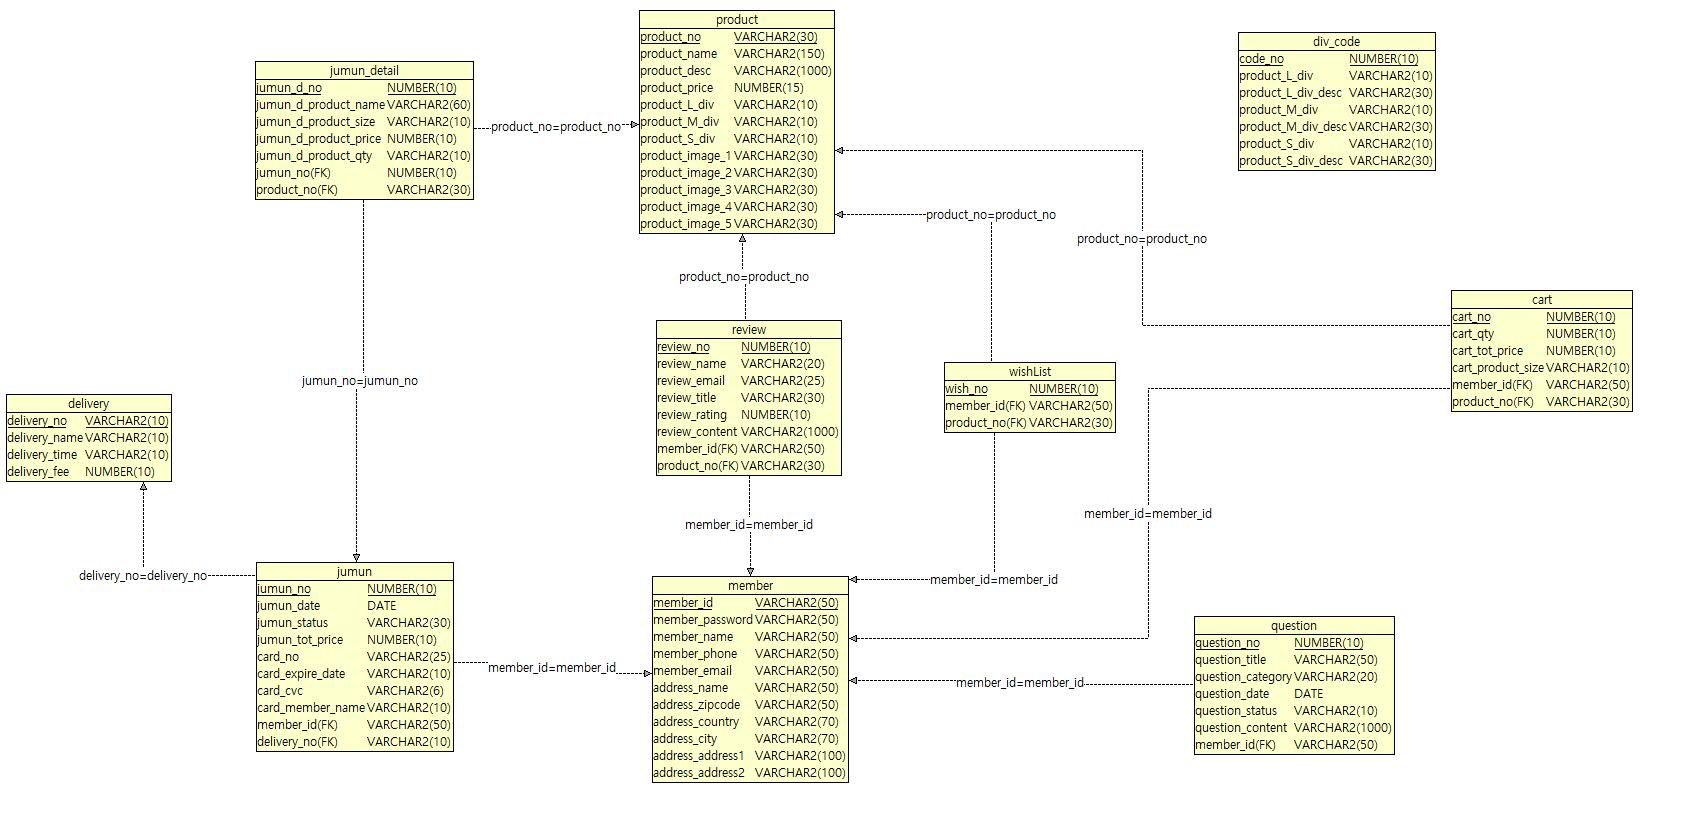 product
product_no VARCHAR2(30)
product_name VARCHAR2(150)
product_desc VARCHAR2(1000)
product_price NUMBER(15)
product_L_div VARCHAR2(10)
product_M_div VARCHAR2(10)
product_S_div VARCHAR2(10)
product_image_1 VARCHAR2(30)
product_image_2 VARCHAR2(30)
product_image_3 VARCHAR2(30)
product_image_4 VARCHAR2(30)
product_image_5 VARCHAR2(30)
div_code
code_no NUMBER(10)
product_L_div VARCHAR2(10)
product_L_div_desc VARCHAR2(30)
product_M_div VARCHAR2(10)
product_M_div_desc VARCHAR2(30)
product_S_div VARCHAR2(10)
product_S_div_desc VARCHAR2(30)
jumun_detail
jumun_d_no NUMBER(10)
jumun_d_product_name VARCHAR2(60)
jumun_d_product_size VARCHAR2(10)
jumun_d_product_price NUMBER(10)
jumun_d_product_qty VARCHAR2(10)
jumun_no(FK) NUMBER(10)
product_no(FK) VARCHAR2(30)
product_no=product_no
product_no=product_no
product_no=product_no
product_no=product_no
cart
cart_no NUMBER(10)
cart_qty NUMBER(10)
cart_tot_price NUMBER(10)
cart_product_size VARCHAR2(10)
member_id(FK) VARCHAR2(50)
product_no(FK) VARCHAR2(30)
review
review_no NUMBER(10)
review_name VARCHAR2(20)
review_email VARCHAR2(25)
review_title VARCHAR2(30)
review_rating NUMBER(10)
review_content VARCHAR2(1000)
member_id(FK) VARCHAR2(50)
product_no(FK) VARCHAR2(30)
wishList
wish_no NUMBER(10)
member_id(FK) VARCHAR2(50)
product_no(FK) VARCHAR2(30)
jumun_no=jumun_no
delivery
delivery_no VARCHAR2(10)
delivery_name VARCHAR2(10)
delivery_time VARCHAR2(10)
delivery_fee NUMBER(10)
member_id=member_id
member_id=member_id
delivery_no=delivery_no
member_id=member_id
jumun
jumun_no NUMBER(10)
jumun_date DATE
jumun_status VARCHAR2(30)
jumun_tot_price NUMBER(10)
card_no VARCHAR2(25)
card_expire_date VARCHAR2(10)
card_cvc VARCHAR2(6)
card_member_name VARCHAR2(10)
member_id(FK) VARCHAR2(50)
delivery_no(FK) VARCHAR2(10)
member_id=member_id
member
member_id VARCHAR2(50)
member_password VARCHAR2(50)
member_name VARCHAR2(50)
member_phone VARCHAR2(50)
member_email VARCHAR2(50)
address_name VARCHAR2(50)
address_zipcode VARCHAR2(50)
address_country VARCHAR2(70)
address_city VARCHAR2(70)
address_address1 VARCHAR2(100)
address_address2 VARCHAR2(100)
member_id=member_id
question
question_no NUMBER(10)
question_title VARCHAR2(50)
question_category VARCHAR2(20)
question_date DATE
question_status VARCHAR2(10)
question_content VARCHAR2(1000)
member_id(FK) VARCHAR2(50)